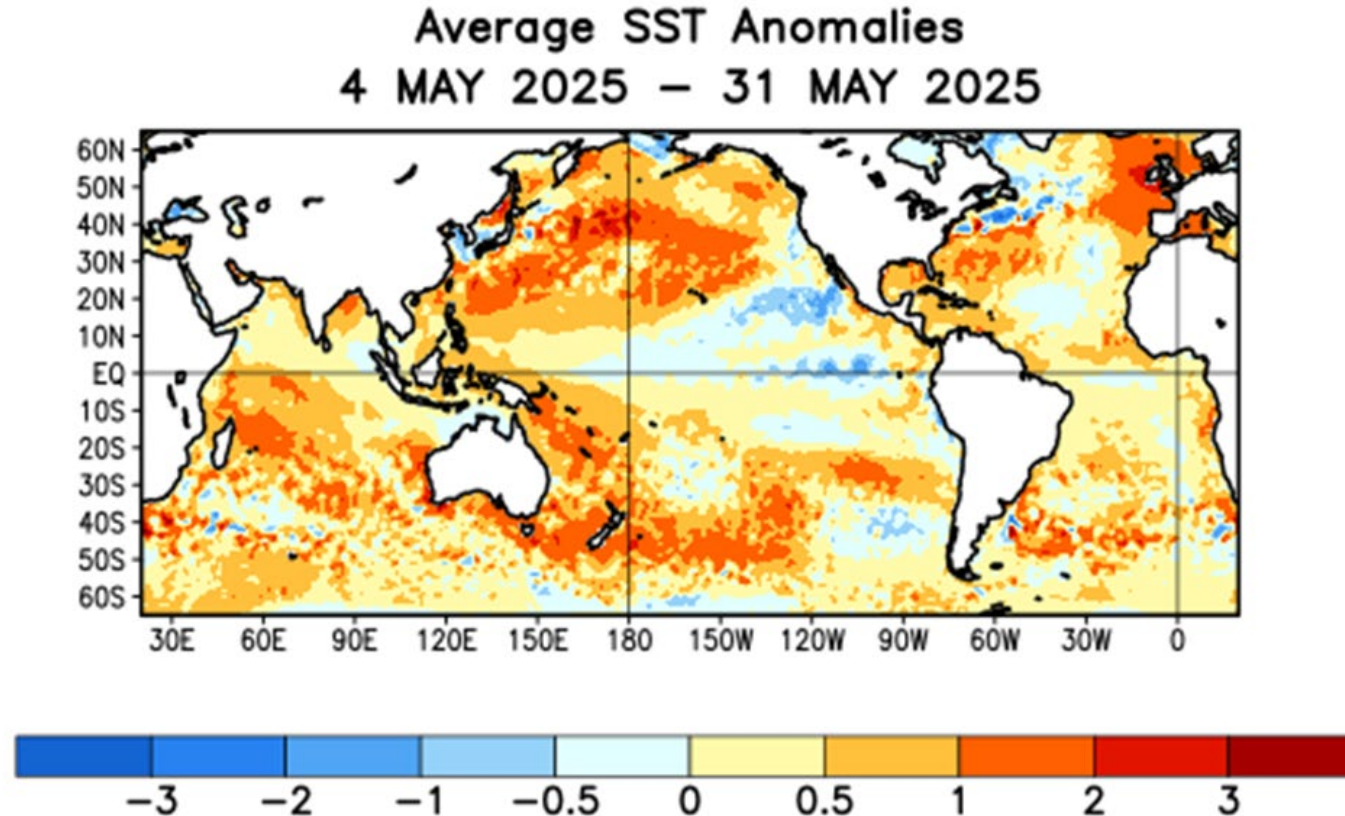 Average SST Anomalies
4 MAY 2025 – 31 MAY 2025
60N
50N
40N
30N
20N
10N
EQ
10S
20S
30S
40S
50S
60S
30E 60E 90E 120E 150E 180 150W 120W 90W 60W 30W 0
−3 −2 −1 −0.5 0 0.5 1 2 3